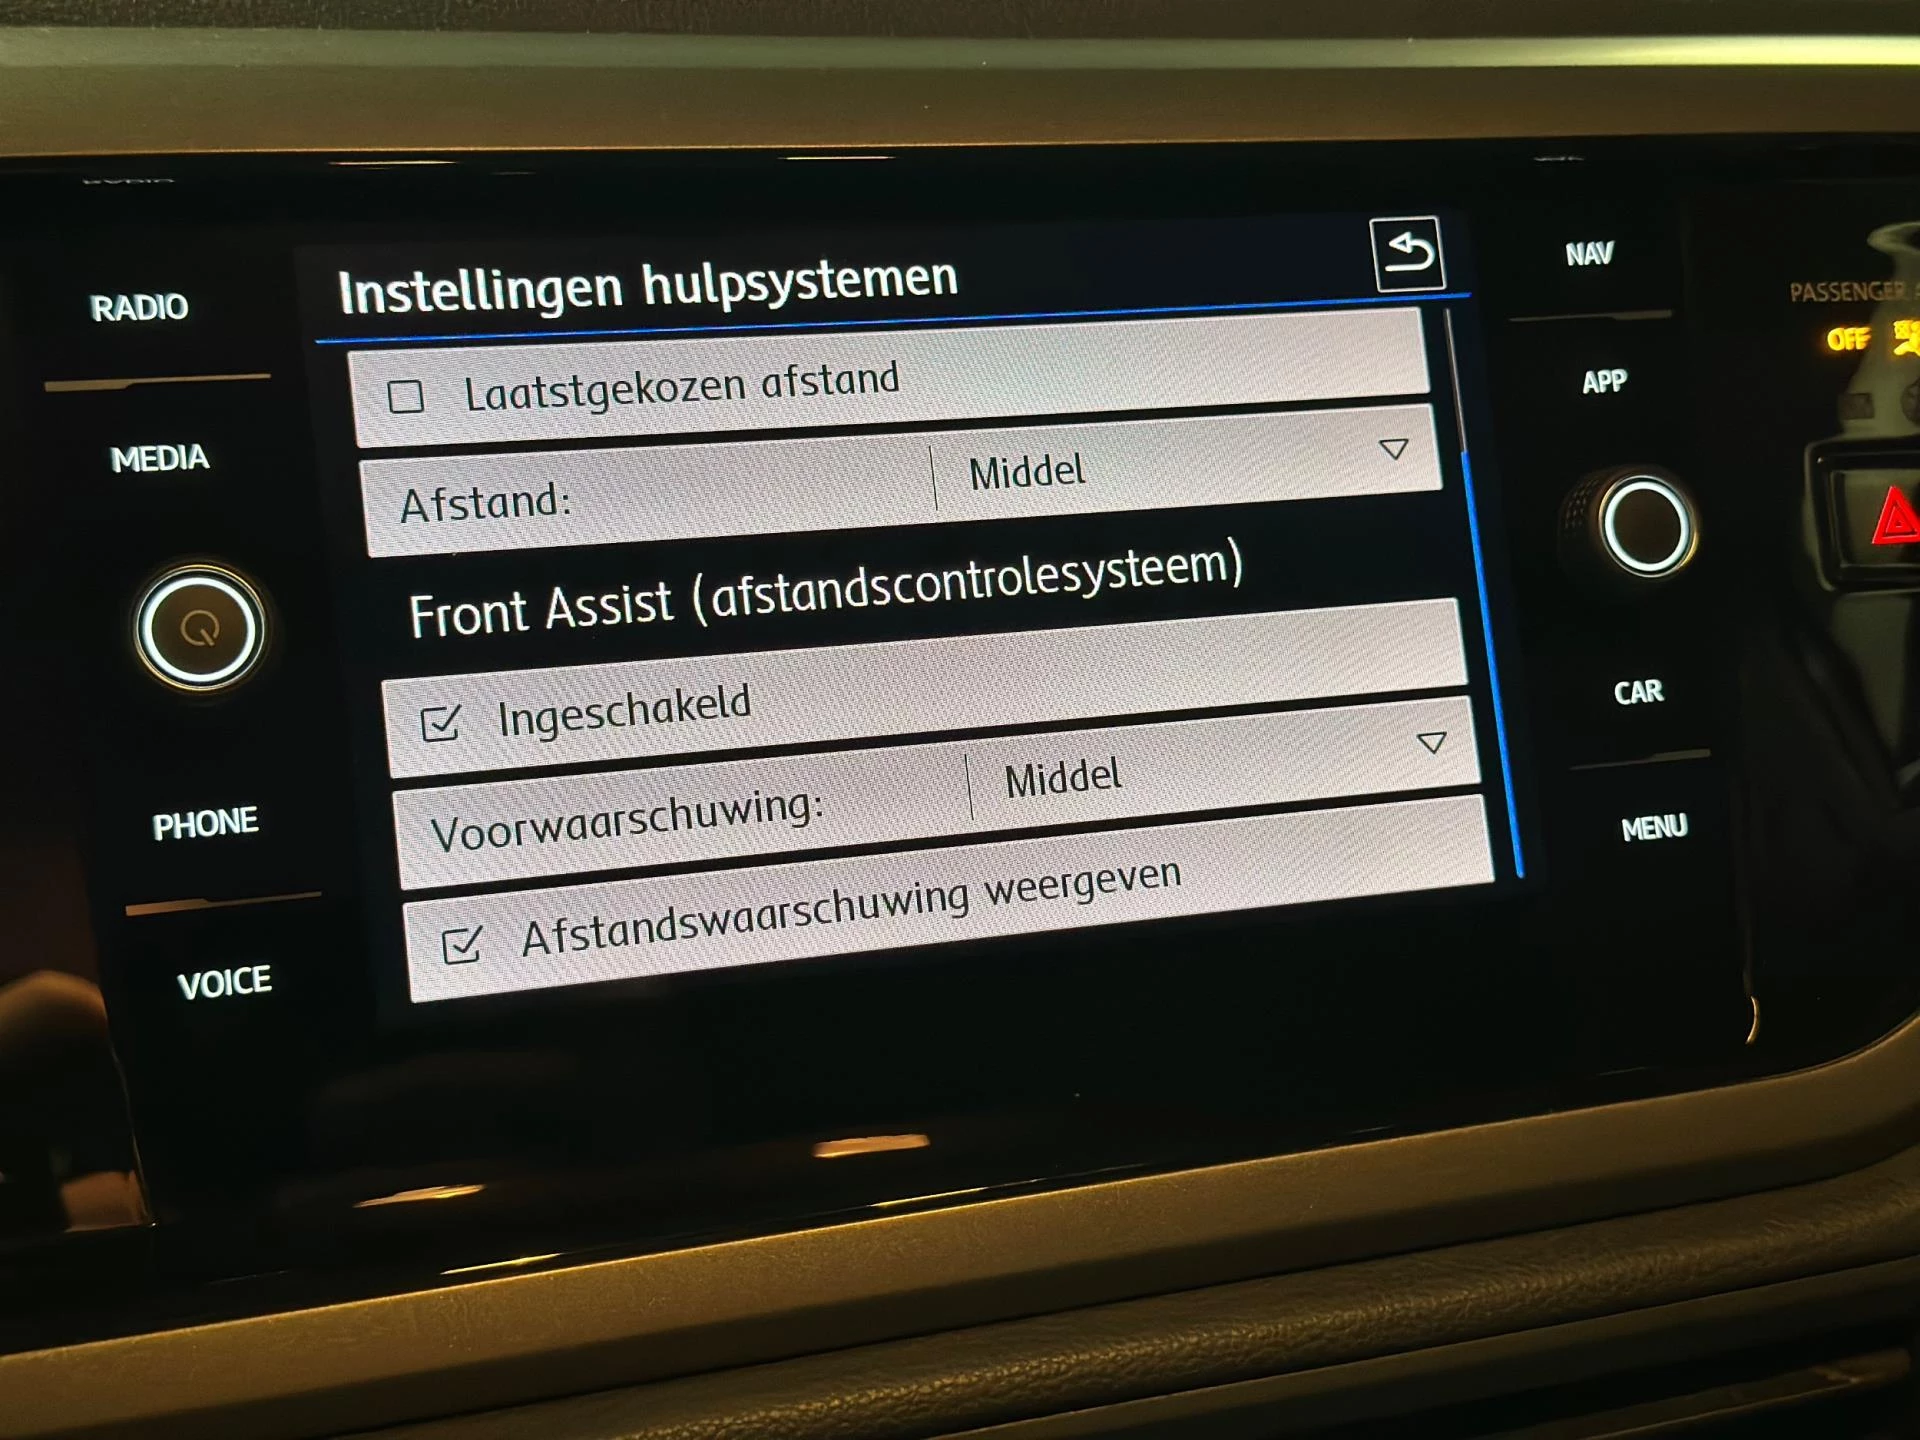 RADIO
MEDIA
PHONE
VOICE
Instellingen hulpsystemen
Laatstgekozen afstand
Afstand: Middel
Front Assist (afstandscontrolesysteem)
Ingeschakeld
Voorwaarschuwing: Middel
Afstandswaarschuwing weergeven
NAV
APP
CAR
MENU
PASSENGER
OFF